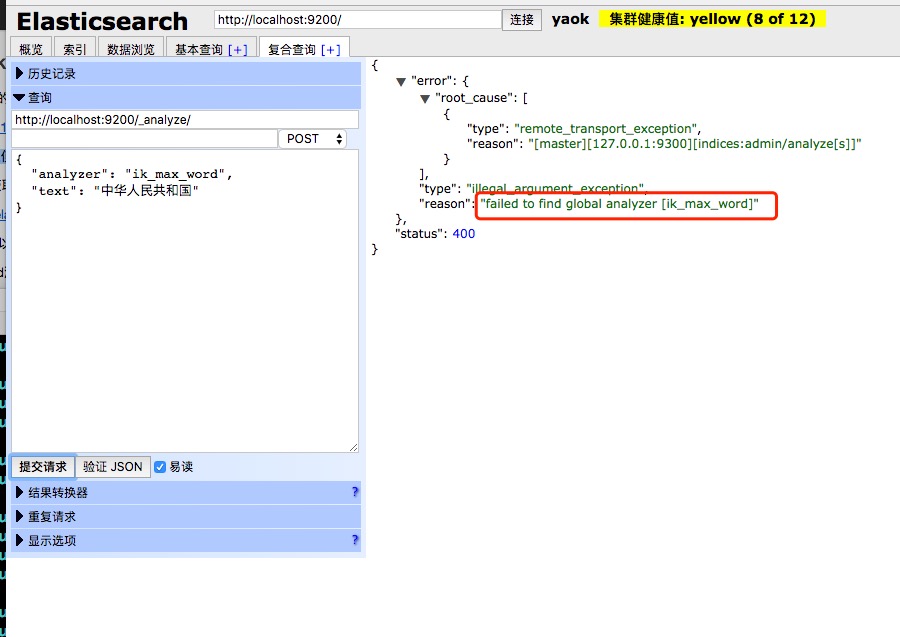 Elasticsearch http://localhost:9200/ 连接 yaok 集群健康值: yellow (8 of 12)
概览 索引 数据浏览 基本查询 [+] 复合查询 [+]
历史记录
查询
http://localhost:9200/_analyze/
POST
{
"analyzer": "ik_max_word",
"text": "中华人民共和国"
}
提交请求 验证 JSON 易读
结果转换器 ?
重复请求
显示选项 ?
{
▼ "error": {
▼ "root_cause": [
{
"type": "remote_transport_exception",
"reason": "[master][127.0.0.1:9300][indices:admin/analyze[s]]"
}
],
"type": "illegal_argument_exception",
"reason": "failed to find global analyzer [ik_max_word]"
},
"status": 400
}